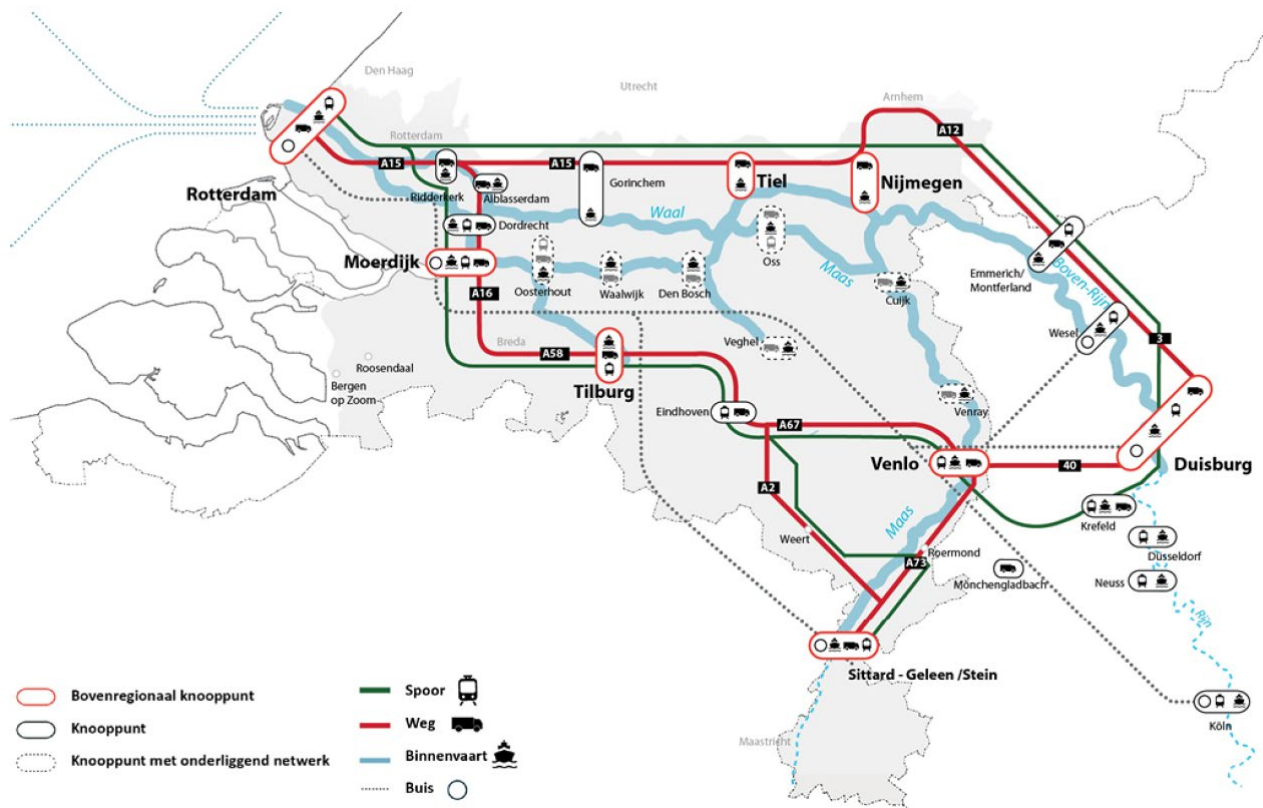 Den Haag
Utrecht
Arnhem
A12
Rotterdam
A15
A15
Ridderkerk
Alblasserdam
Gorinchem
Tiel
Nijmegen
Rotterdam
Waal
Dordrecht
Moerdijk
Oss
Maas
Emmerich/
Montferland
Boven-Rijn
A16
Oosterhout
Waalwijk
Den Bosch
Cuijk
Wesel
3
Breda
A58
Veghel
Roosendaal
Bergen
op Zoom
Tilburg
Venray
Eindhoven
A67
Venlo
40
Duisburg
A2
Maas
Krefeld
Weert
Roermond
A73
Mönchengladbach
Düsseldorf
Neuss
Rijn
Sittard - Geleen /Stein
Köln
Maastricht
Bovenregionaal knooppunt
Knooppunt
Knooppunt met onderliggend netwerk
Spoor
Weg
Binnenvaart
Buis